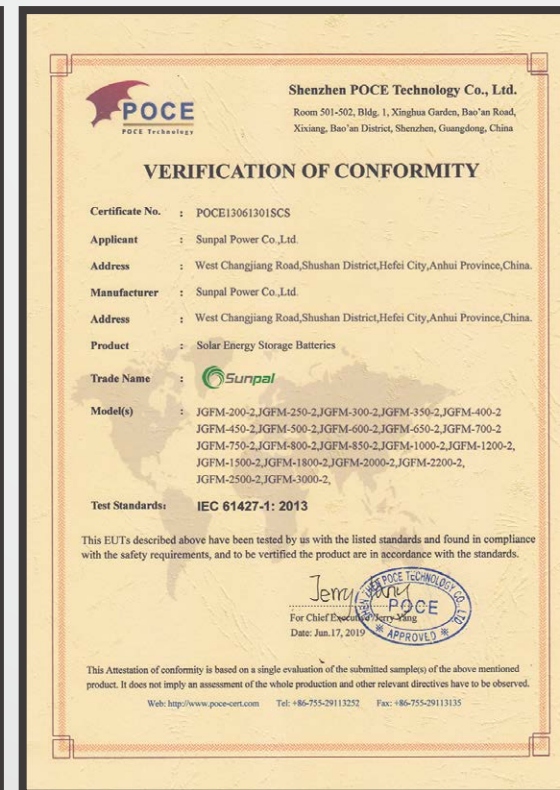 POCE
POCE Technology
Shenzhen POCE Technology Co., Ltd.
Room 501-502, Bldg. 1, Xinghua Garden, Bao'an Road,
Xixiang, Bao'an District, Shenzhen, Guangdong, China
VERIFICATION OF CONFORMITY
Certificate No. : POCE13061301SCS
Applicant : Sunpal Power Co.,Ltd.
Address : West Changjiang Road,Shushan District,Hefei City,Anhui Province,China.
Manufacturer : Sunpal Power Co.,Ltd.
Address : West Changjiang Road,Shushan District,Hefei City,Anhui Province,China.
Product : Solar Energy Storage Batteries
Trade Name : Sunpal
Model(s) : JGFM-200-2,JGFM-250-2,JGFM-300-2,JGFM-350-2,JGFM-400-2
JGFM-450-2,JGFM-500-2,JGFM-600-2,JGFM-650-2,JGFM-700-2
JGFM-750-2,JGFM-800-2,JGFM-850-2,JGFM-1000-2,JGFM-1200-2,
JGFM-1500-2,JGFM-1800-2,JGFM-2000-2,JGFM-2200-2,
JGFM-2500-2,JGFM-3000-2,
Test Standards: IEC 61427-1: 2013
This EUTs described above have been tested by us with the listed standards and found in compliance
with the safety requirements, and to be verified the product are in accordance with the standards.
Jerry Yang
SHEN ZHEN POCE TECHNOLOGY CO., LTD
POCE
APPROVED
For Chief Executive Jerry Yang
Date: Jun.17, 2019
This Attestation of conformity is based on a single evaluation of the submitted sample(s) of the above mentioned
product. It does not imply an assessment of the whole production and other relevant directives have to be observed.
Web: http://www.poce-cert.com Tel: +86-755-29113252 Fax: +86-755-29113135